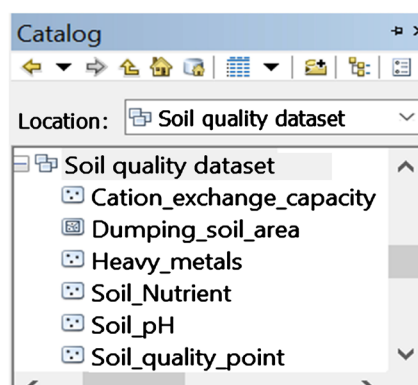 Catalog
Location: Soil quality dataset
Soil quality dataset
Cation_exchange_capacity
Dumping_soil_area
Heavy_metals
Soil_Nutrient
Soil_pH
Soil_quality_point